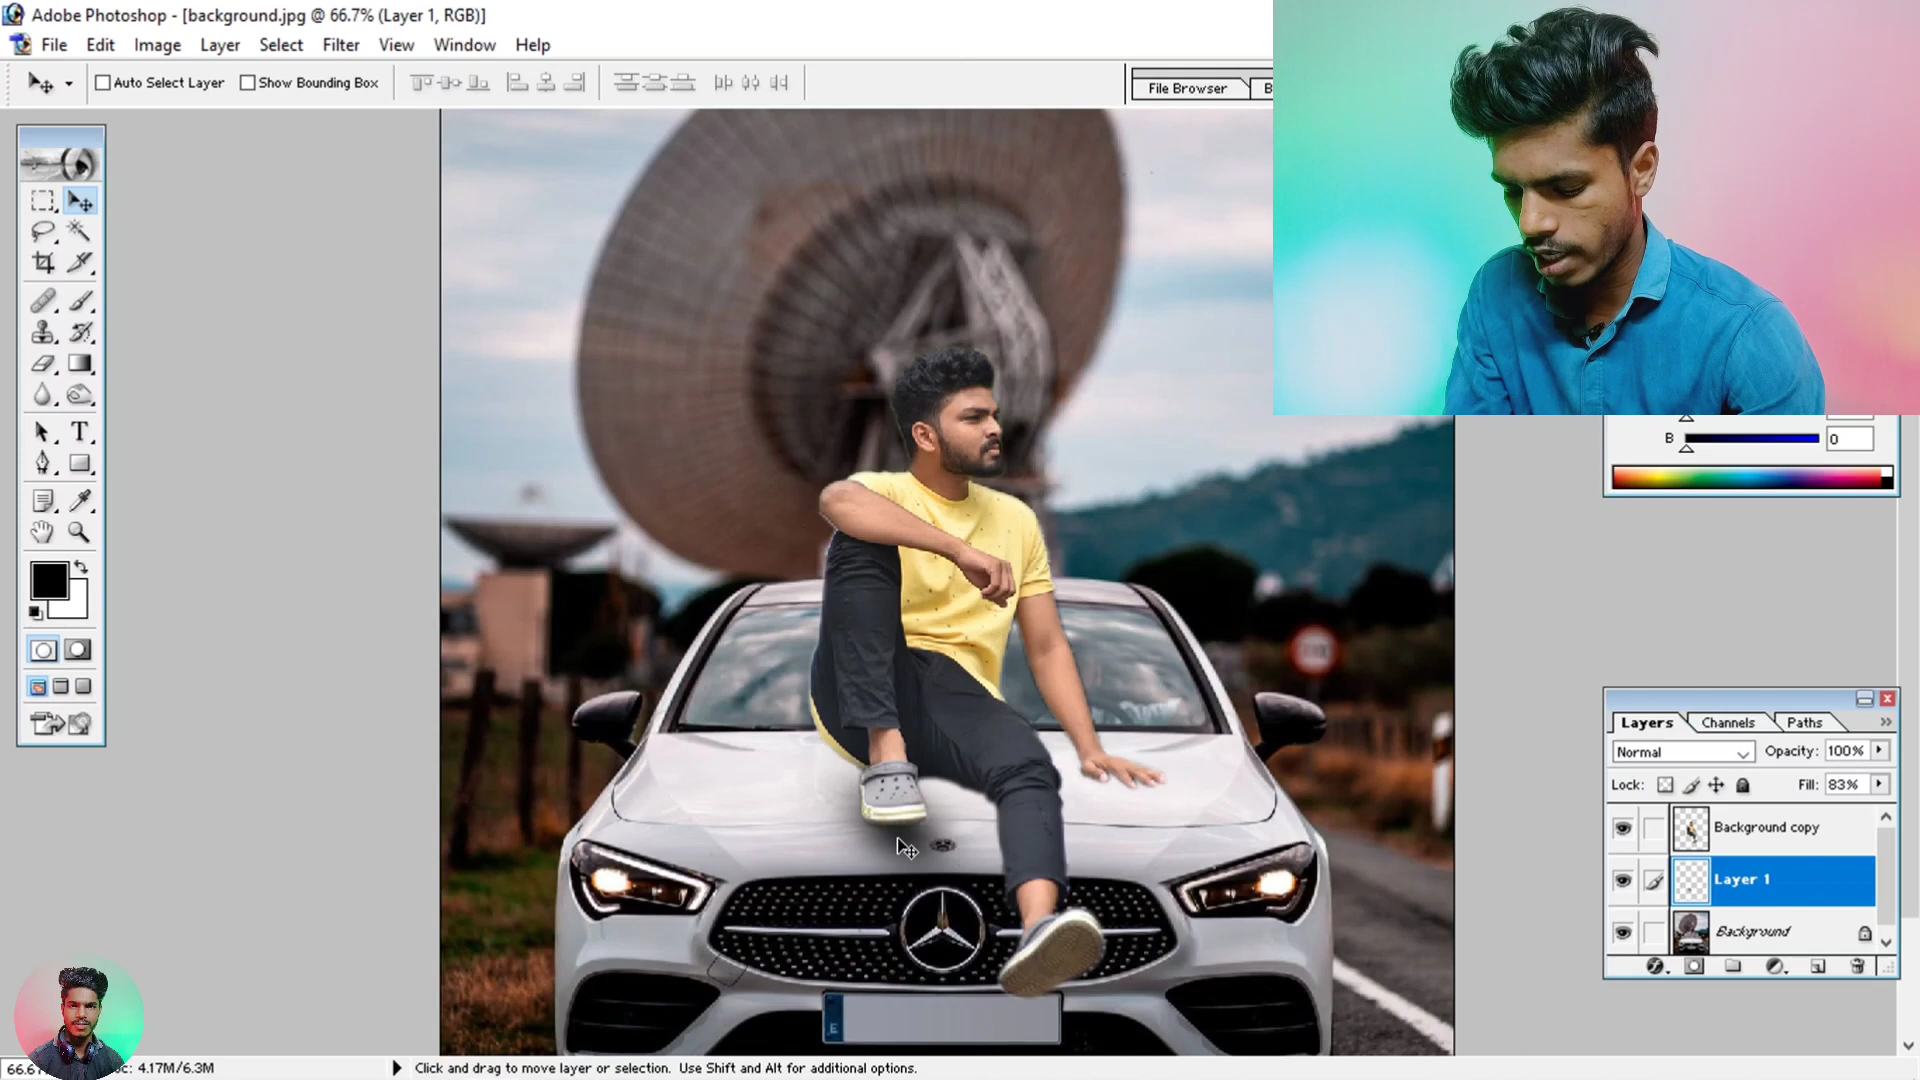 Adobe Photoshop - [background.jpg @ 66.7% (Layer 1, RGB)]
File Edit Image Layer Select Filter View Window Help
Auto Select Layer Show Bounding Box
File Browser
B
B 0
Layers Channels Paths
Normal Opacity: 100%
Lock: Fill: 83%
Background copy
Layer 1
Background
E
4.17M/6.3M Click and drag to move layer or selection. Use Shift and Alt for additional options.